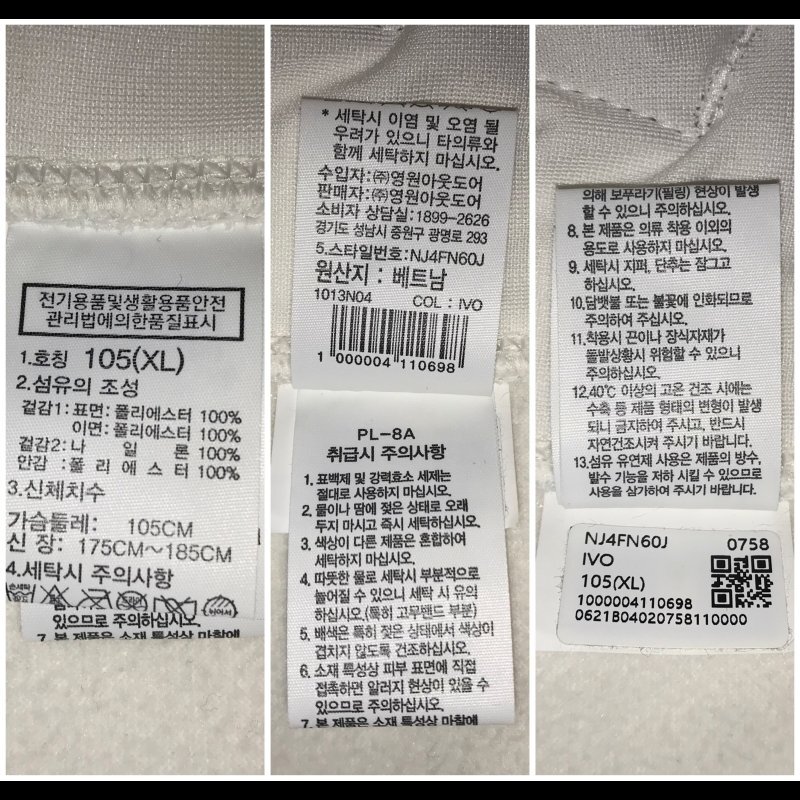 전기용품및생활용품안전
관리법에의한품질표시
1.호칭 105(XL)
2.섬유의 조성
겉감1: 표면: 폴리에스터 100%
이면: 폴리에스터 100%
겉감2: 나 일 론 100%
안감 : 폴 리 에 스 터 100%
3.신체치수
가슴둘레: 105CM
신 장: 175CM~185CM
4.세탁시 주의사항
있으므로 주의하십시오.
7. 본 제품은 소재 특성상 마찰에
* 세탁시 이염 및 오염 될
우려가 있으니 타의류와
함께 세탁하지 마십시오.
수입자:㈜영원아웃도어
판매자:㈜영원아웃도어
소비자 상담실:1899-2626
경기도 성남시 중원구 광명로 293
5.스타일번호:NJ4FN60J
원산지 : 베트남
1013N04 COL : IVO
1 000004 110698
PL-8A
취급시 주의사항
1. 표백제 및 강력효소 세제는
절대로 사용하지 마십시오.
2. 물이나 땀에 젖은 상태로 오래
두지 마시고 즉시 세탁하십시오.
3. 색상이 다른 제품은 혼합하여
세탁하지 마십시오.
4. 따뜻한 물로 세탁시 부분적으로
늘어질 수 있으니 세탁 시 유의
하십시오.(특히 고무밴드 부분)
5. 배색은 특히 젖은 상태에서 색상이
겹치지 않도록 건조하십시오.
6. 소재 특성상 피부 표면에 직접
접촉하면 알러지 현상이 있을 수
있으므로 주의하십시오.
7. 본 제품은 소재 특성상 마찰에
의해 보푸라기(필링) 현상이 발생
할 수 있으니 주의하십시오.
8. 본 제품은 의류 착용 이외의
용도로 사용하지 마십시오.
9. 세탁시 지퍼, 단추는 잠그고
하십시오.
10.담뱃불 또는 불꽃에 인화되므로
주의하여 주십시오.
11.착용시 끈이나 장식자재가
돌발상황시 위험할 수 있으니
주의하십시오.
12.40℃ 이상의 고온 건조 시에는
수축 등 제품 형태의 변형이 발생
되니 금지하여 주시고, 반드시
자연건조시켜 주시기 바랍니다.
13.섬유 유연제 사용은 제품의 방수,
발수 기능을 저하 시킬 수 있으므로
사용을 삼가하여 주시기 바랍니다.
NJ4FN60J 0758
IVO
105(XL)
1000004110698
0621B04020758110000